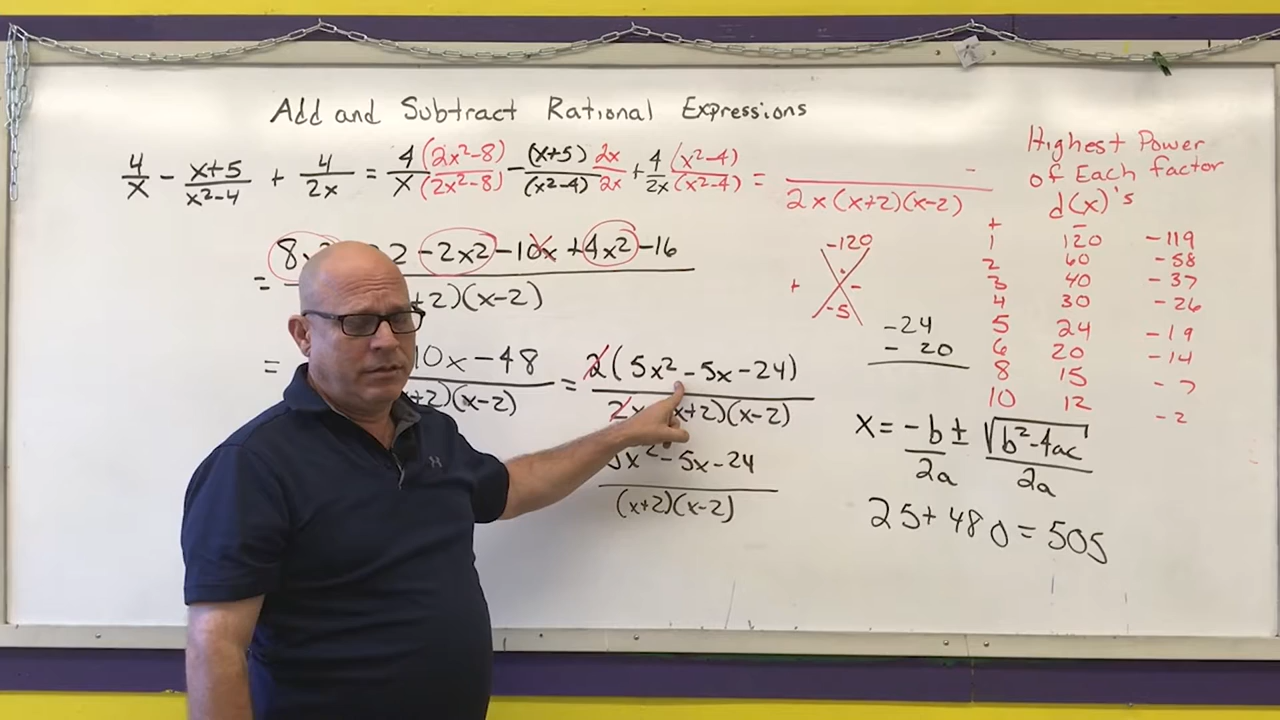 Add and Subtract Rational Expressions
4/x - x+5/x²-4 + 4/2x = 4(2x²-8)/x(2x²-8) - (x+5)2x/(x²-4)2x + 4(x²-4)/2x(x²-4) = -/2x(x+2)(x-2)
= 8x² 2 -2x² -10x +4x² -16
+2)(x-2)
= 10x -48
+2)(x-2)
= 2(5x² -5x -24)
2x x+2)(x-2)
5x² -5x -24
(x+2)(x-2)
-120
+ -
-5
-24
- 20
Highest Power
of Each factor
d(x)'s
+ -
1 120 -119
2 60 -58
3 40 -37
4 30 -26
5 24 -19
6 20 -14
8 15 -7
10 12 -2
x = -b/2a ± √b²-4ac/2a
25+480=505